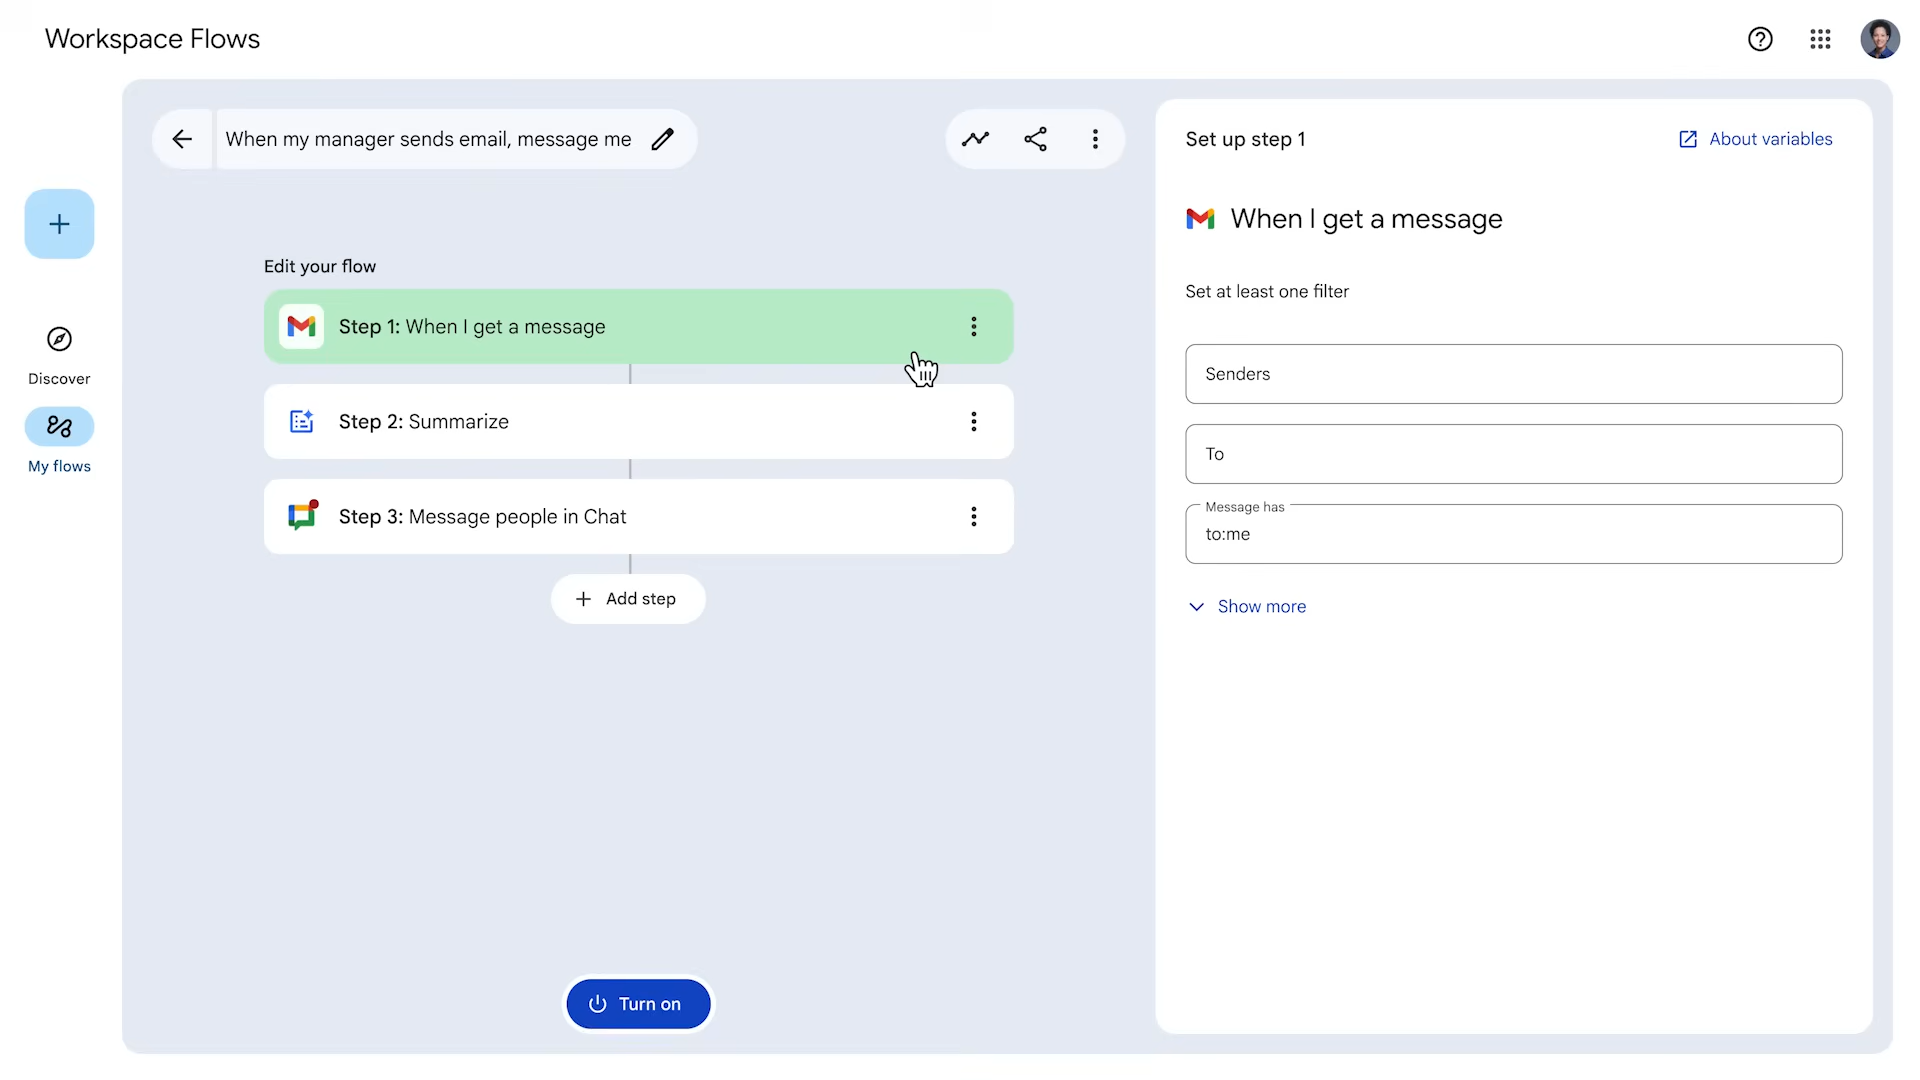 Workspace Flows
When my manager sends email, message me
Discover
My flows
Edit your flow
Step 1: When I get a message
Step 2: Summarize
Step 3: Message people in Chat
Add step
Turn on
Set up step 1
About variables
When I get a message
Set at least one filter
Senders
To
Message has
to:me
Show more